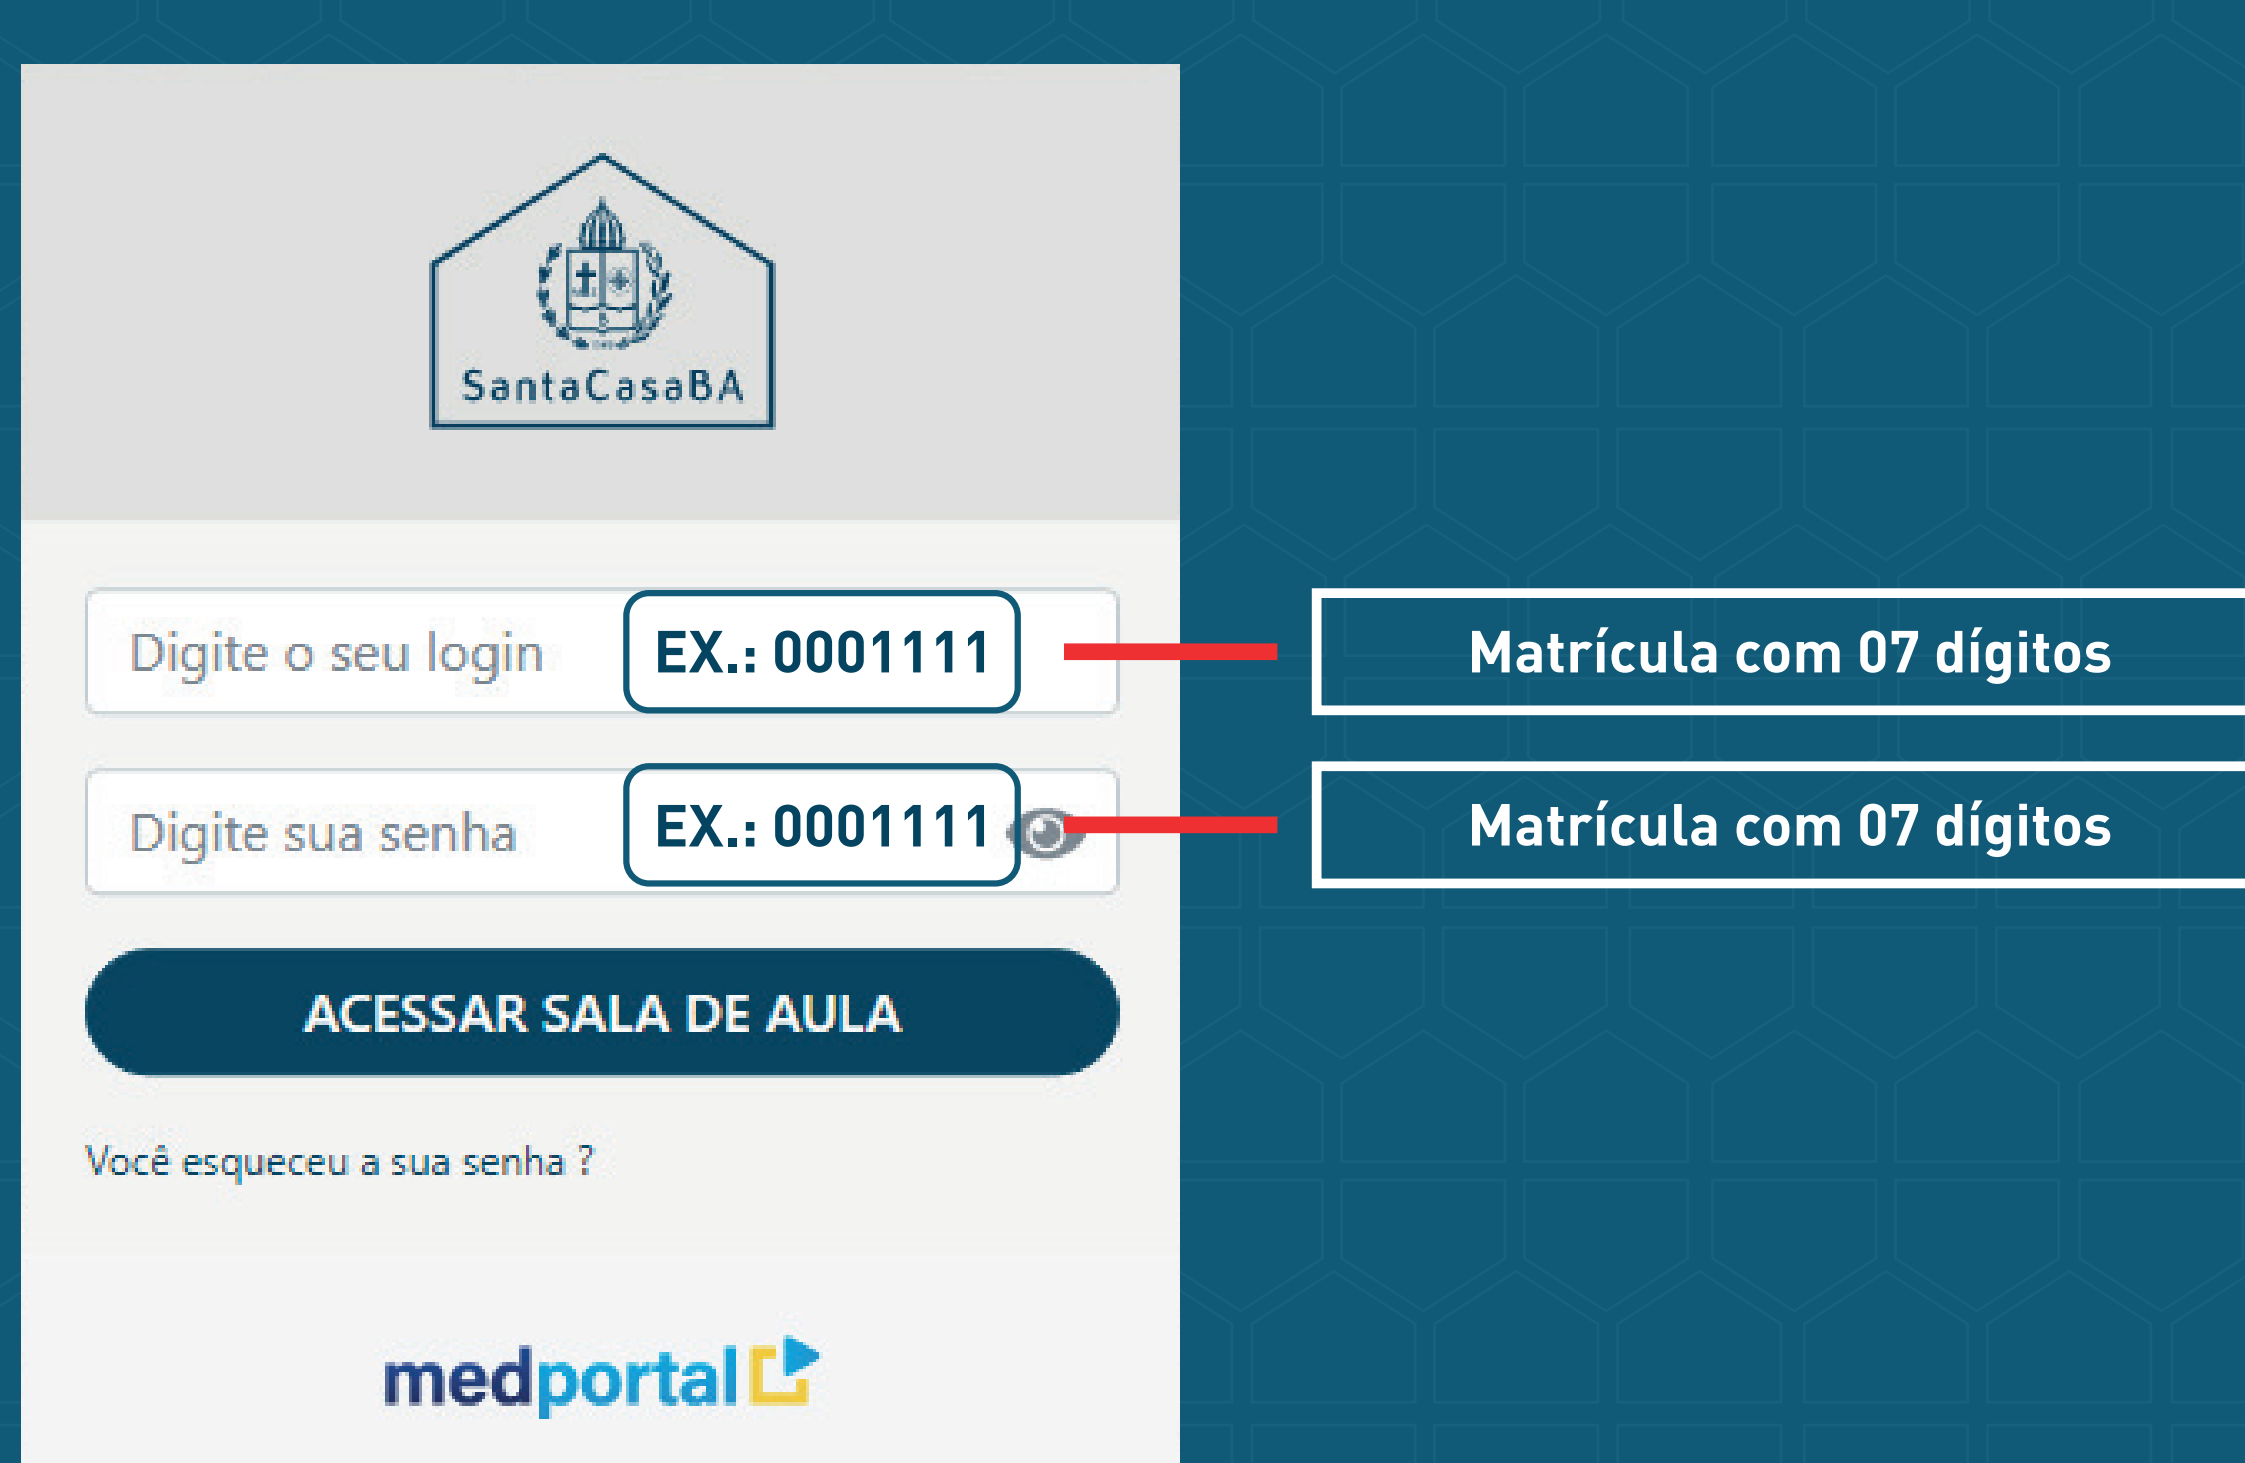 SantaCasaBA
Digite o seu login EX.: 0001111 Matrícula com 07 dígitos
Digite sua senha EX.: 0001111 Matrícula com 07 dígitos
ACESSAR SALA DE AULA
Você esqueceu a sua senha ?
medportal